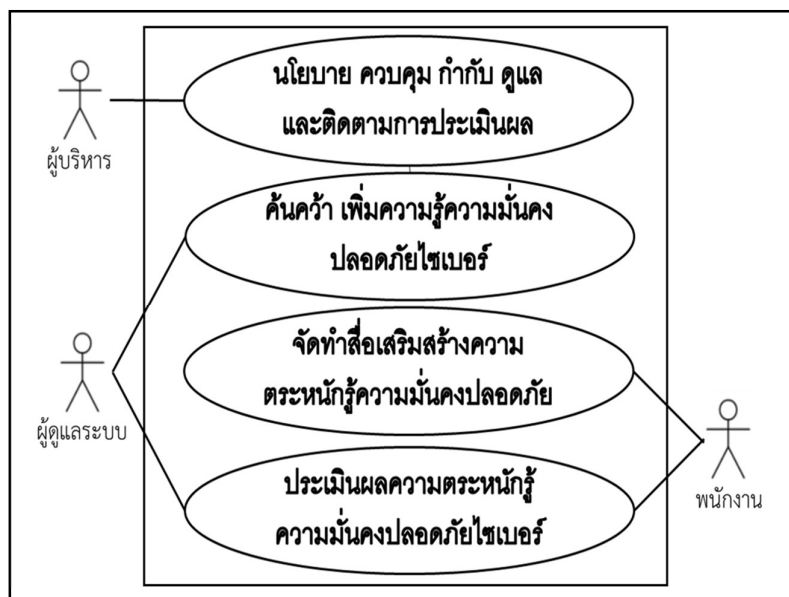 นโยบาย ควบคุม กำกับ ดูแล
และติดตามการประเมินผล
ผู้บริหาร
ค้นคว้า เพิ่มความรู้ความมั่นคง
ปลอดภัยไซเบอร์
จัดทำสื่อเสริมสร้างความ
ตระหนักรู้ความมั่นคงปลอดภัย
ผู้ดูแลระบบ
ประเมินผลความตระหนักรู้
ความมั่นคงปลอดภัยไซเบอร์
พนักงาน